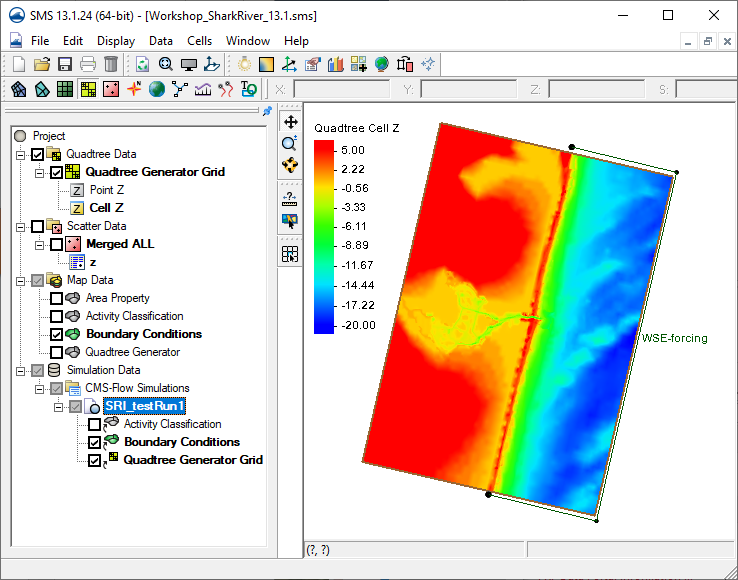 SMS 13.1.24 (64-bit) - [Workshop_SharkRiver_13.1.sms]
File Edit Display Data Cells Window Help
X: Y: Z: S:
Project
Quadtree Data
Quadtree Generator Grid
Z Point Z
Z Cell Z
Scatter Data
Merged ALL
z
Map Data
Area Property
Activity Classification
Boundary Conditions
Quadtree Generator
Simulation Data
CMS-Flow Simulations
SRI_testRun1
Activity Classification
Boundary Conditions
Quadtree Generator Grid
Quadtree Cell Z
5.00
2.22
-0.56
-3.33
-6.11
-8.89
-11.67
-14.44
-17.22
-20.00
WSE-forcing
(?, ?)